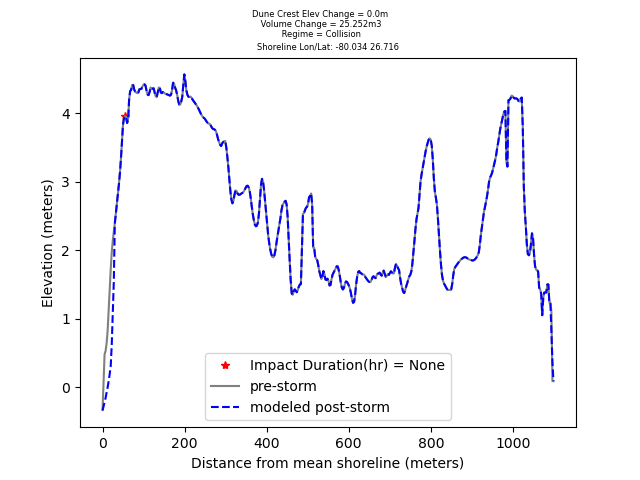 Dune Crest Elev Change = 0.0m
Volume Change = 25.252m3
Regime = Collision
Shoreline Lon/Lat: -80.034 26.716
Elevation (meters)
4
3
2
1
0
Impact Duration(hr) = None
pre-storm
modeled post-storm
0 200 400 600 800 1000
Distance from mean shoreline (meters)